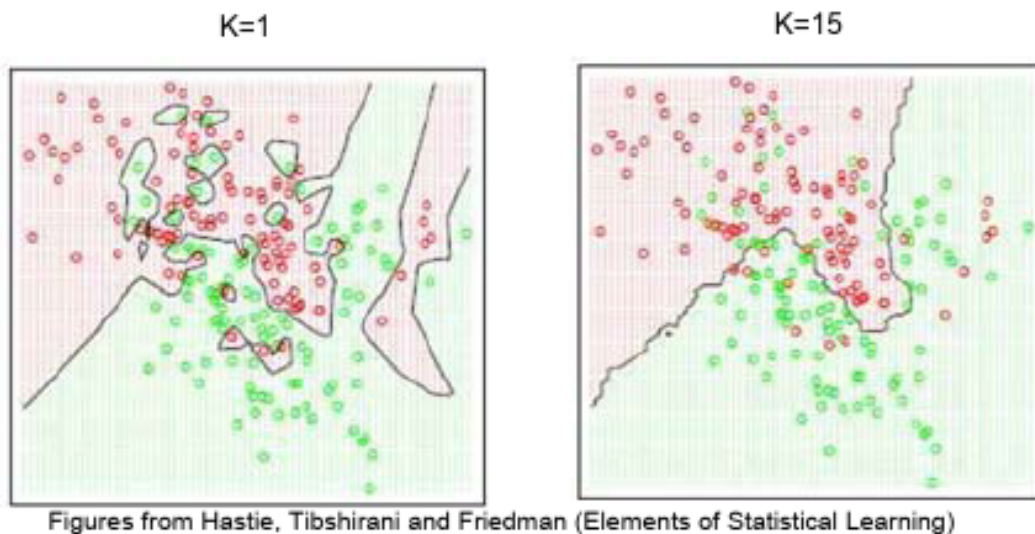 K=1
K=15
Figures from Hastie, Tibshirani and Friedman (Elements of Statistical Learning)